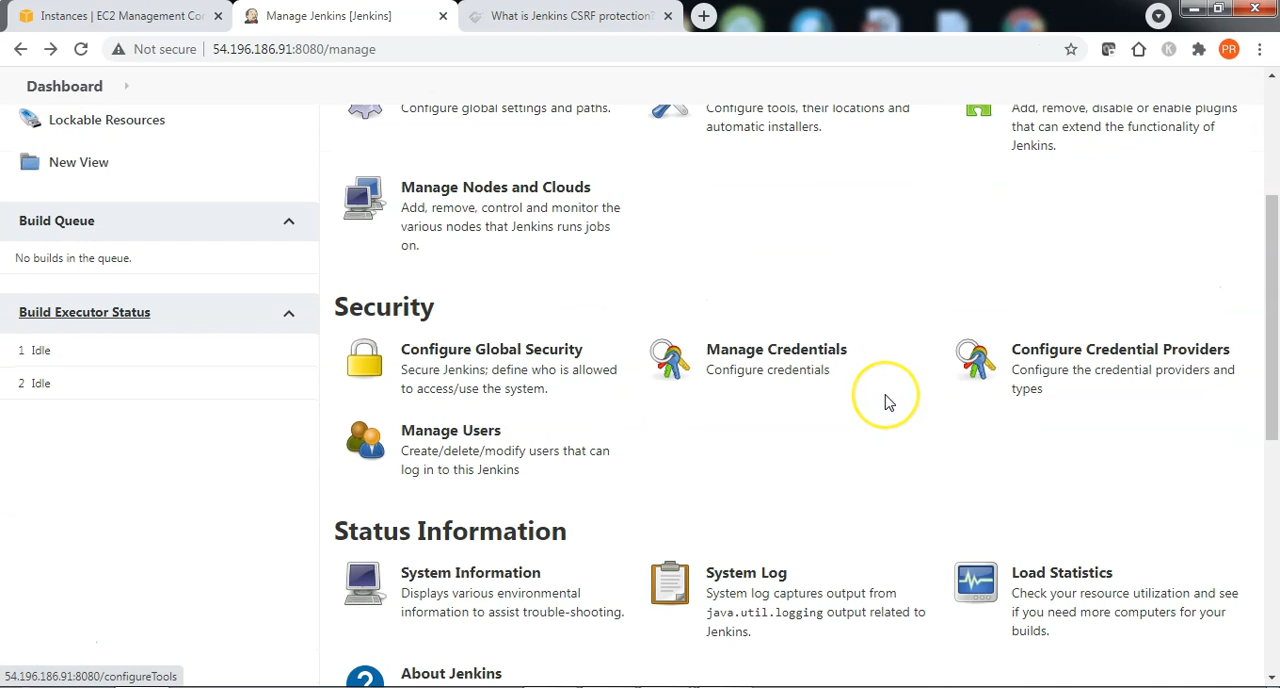 Instances | EC2 Management Cor
Manage Jenkins [Jenkins]
What is Jenkins CSRF protection?
Not secure
54.196.186.91:8080/manage
K
PR
Dashboard
Lockable Resources
New View
Build Queue
No builds in the queue.
Build Executor Status
1 Idle
2 Idle
Configure global settings and paths.
Configure tools, their locations and
automatic installers.
Add, remove, disable or enable plugins
that can extend the functionality of
Jenkins.
Manage Nodes and Clouds
Add, remove, control and monitor the
various nodes that Jenkins runs jobs
on.
Security
Configure Global Security
Secure Jenkins; define who is allowed
to access/use the system.
Manage Credentials
Configure credentials
Configure Credential Providers
Configure the credential providers and
types
Manage Users
Create/delete/modify users that can
log in to this Jenkins
Status Information
System Information
Displays various environmental
information to assist trouble-shooting.
System Log
System log captures output from
java.util.logging output related to
Jenkins.
Load Statistics
Check your resource utilization and see
if you need more computers for your
builds.
?
About Jenkins
54.196.186.91:8080/configureTools